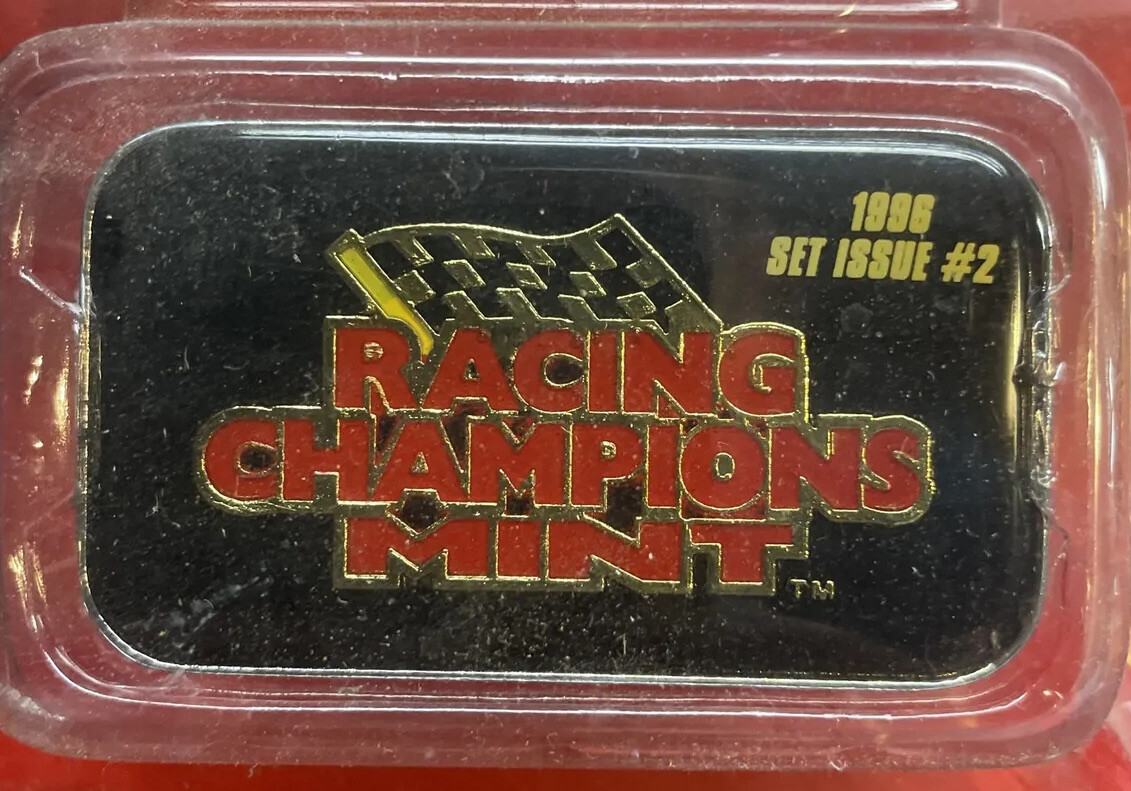 1996
SET ISSUE #2
RACING
CHAMPIONS
MINT TM